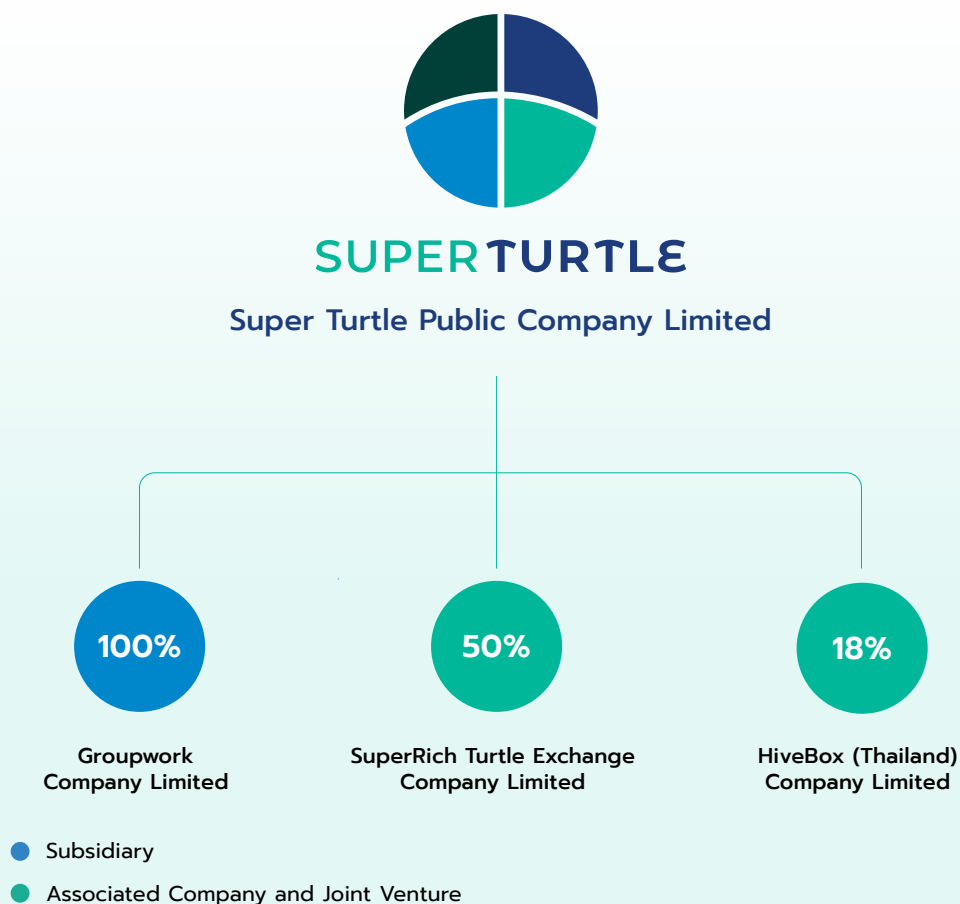 SUPERTURTLE
Super Turtle Public Company Limited
100%
50%
18%
Groupwork
Company Limited
SuperRich Turtle Exchange
Company Limited
HiveBox (Thailand)
Company Limited
Subsidiary
Associated Company and Joint Venture